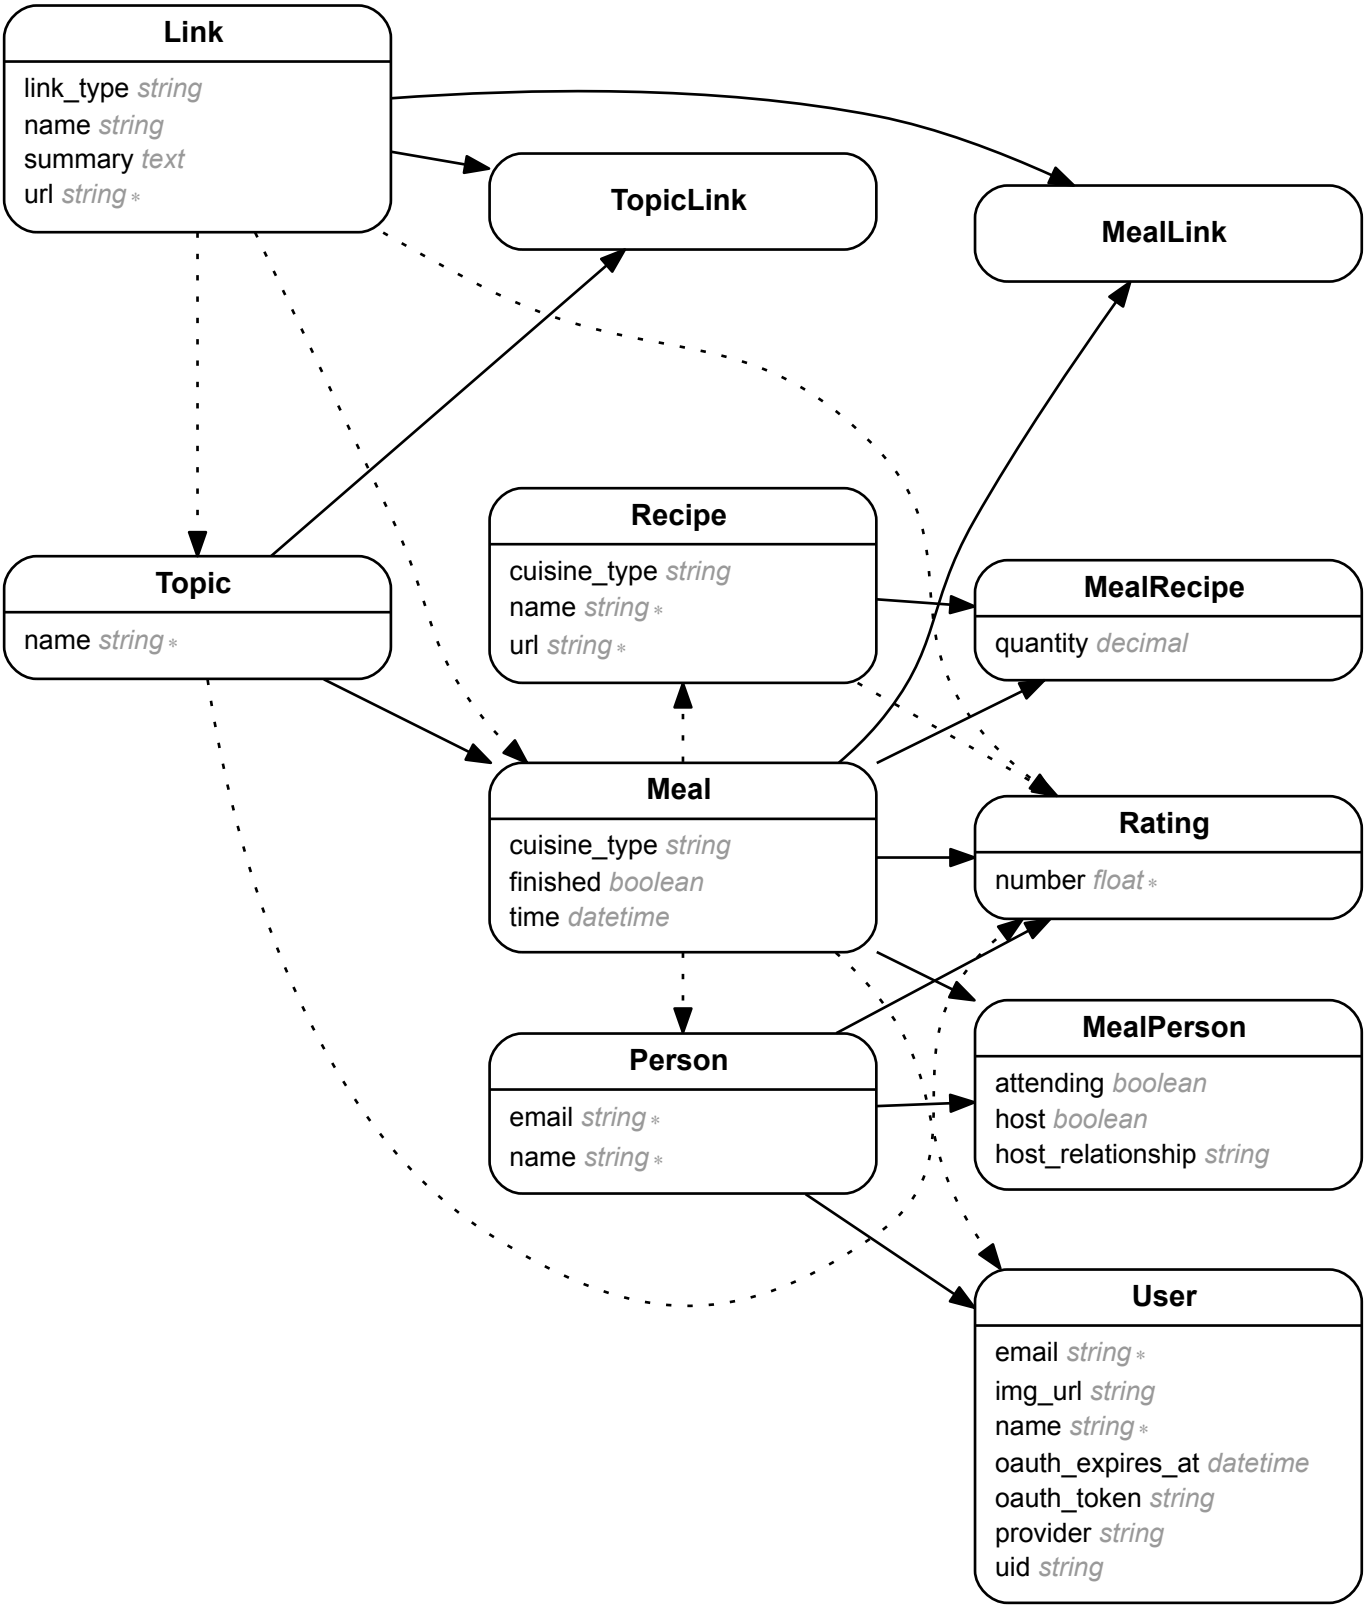 Link
link_type string
name string
summary text
url string *
TopicLink
MealLink
Topic
name string *
Recipe
cuisine_type string
name string *
url string *
MealRecipe
quantity decimal
Meal
cuisine_type string
finished boolean
time datetime
Rating
number float *
Person
email string *
name string *
MealPerson
attending boolean
host boolean
host_relationship string
User
email string *
img_url string
name string *
oauth_expires_at datetime
oauth_token string
provider string
uid string